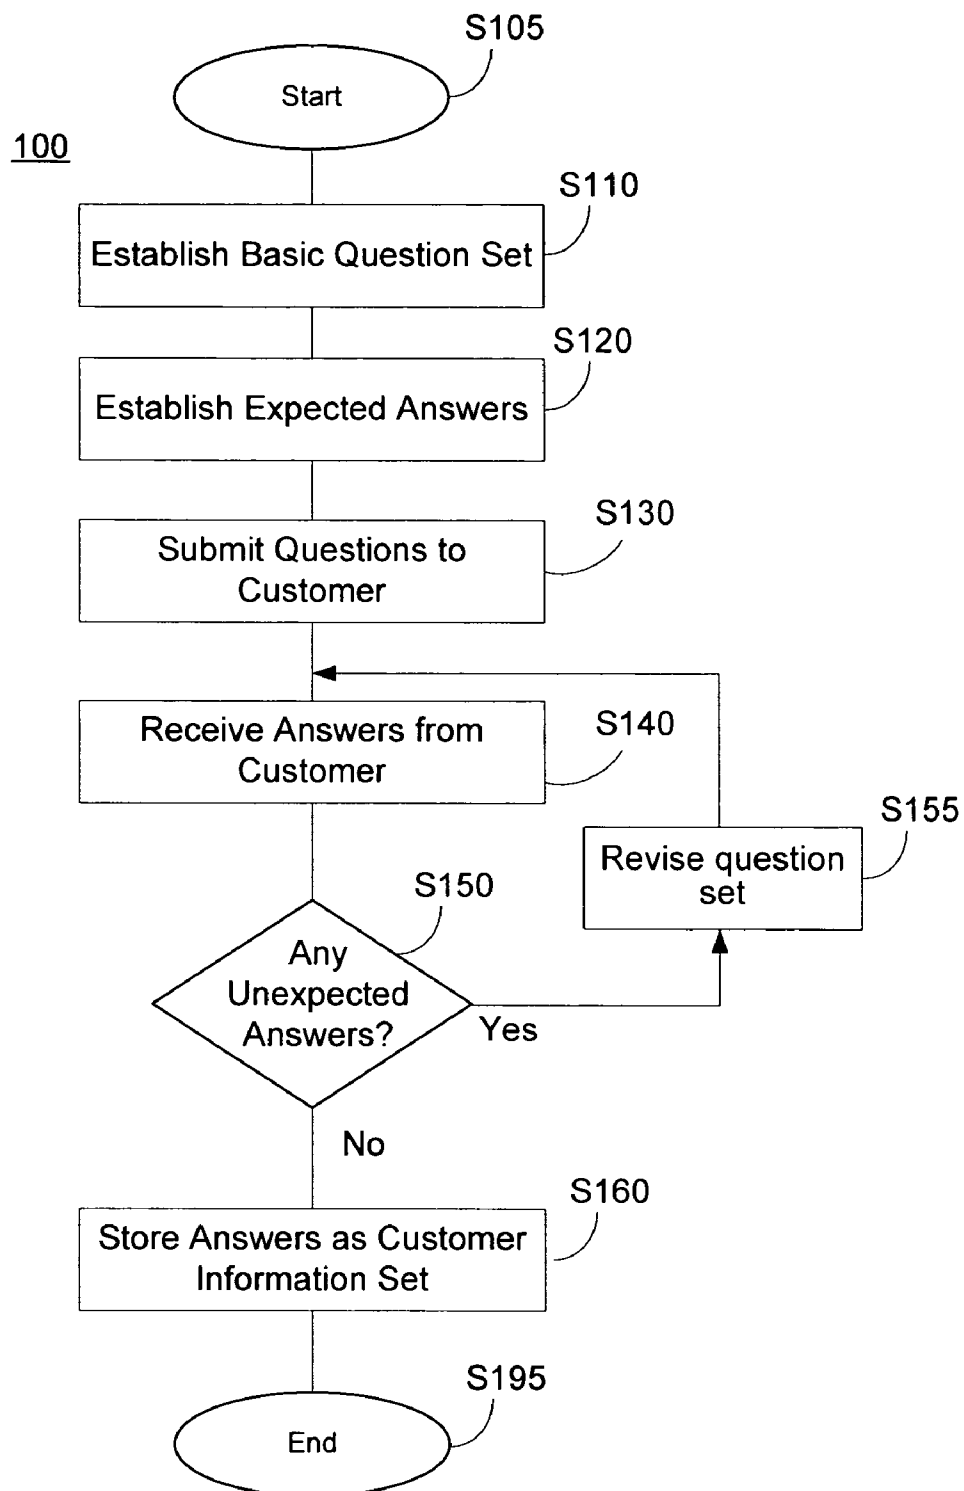 S105
Start
100
S110
Establish Basic Question Set
S120
Establish Expected Answers
S130
Submit Questions to
Customer
Receive Answers from
Customer
S140
S155
Revise question
set
S150
Any
Unexpected
Answers?
Yes
No
S160
Store Answers as Customer
Information Set
S195
End